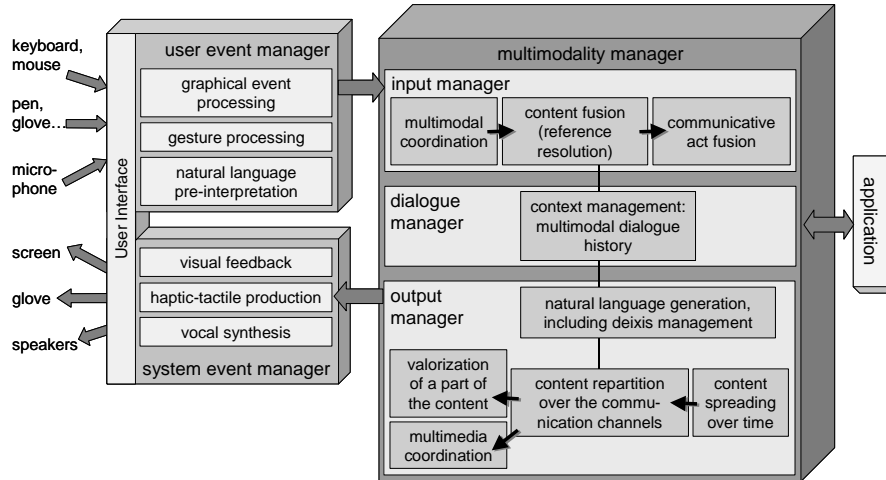 keyboard,
mouse
pen,
glove...
micro-
phone
screen
glove
speakers
User Interface
user event manager
graphical event
processing
gesture processing
natural language
pre-interpretation
visual feedback
haptic-tactile production
vocal synthesis
system event manager
multimodality manager
input manager
multimodal
coordination
content fusion
(reference
resolution)
communicative
act fusion
dialogue
manager
context management:
multimodal dialogue
history
output
manager
natural language generation,
including deixis management
valorization
of a part of
the content
multimedia
coordination
content repartition
over the commu-
nication channels
content
spreading
over time
application